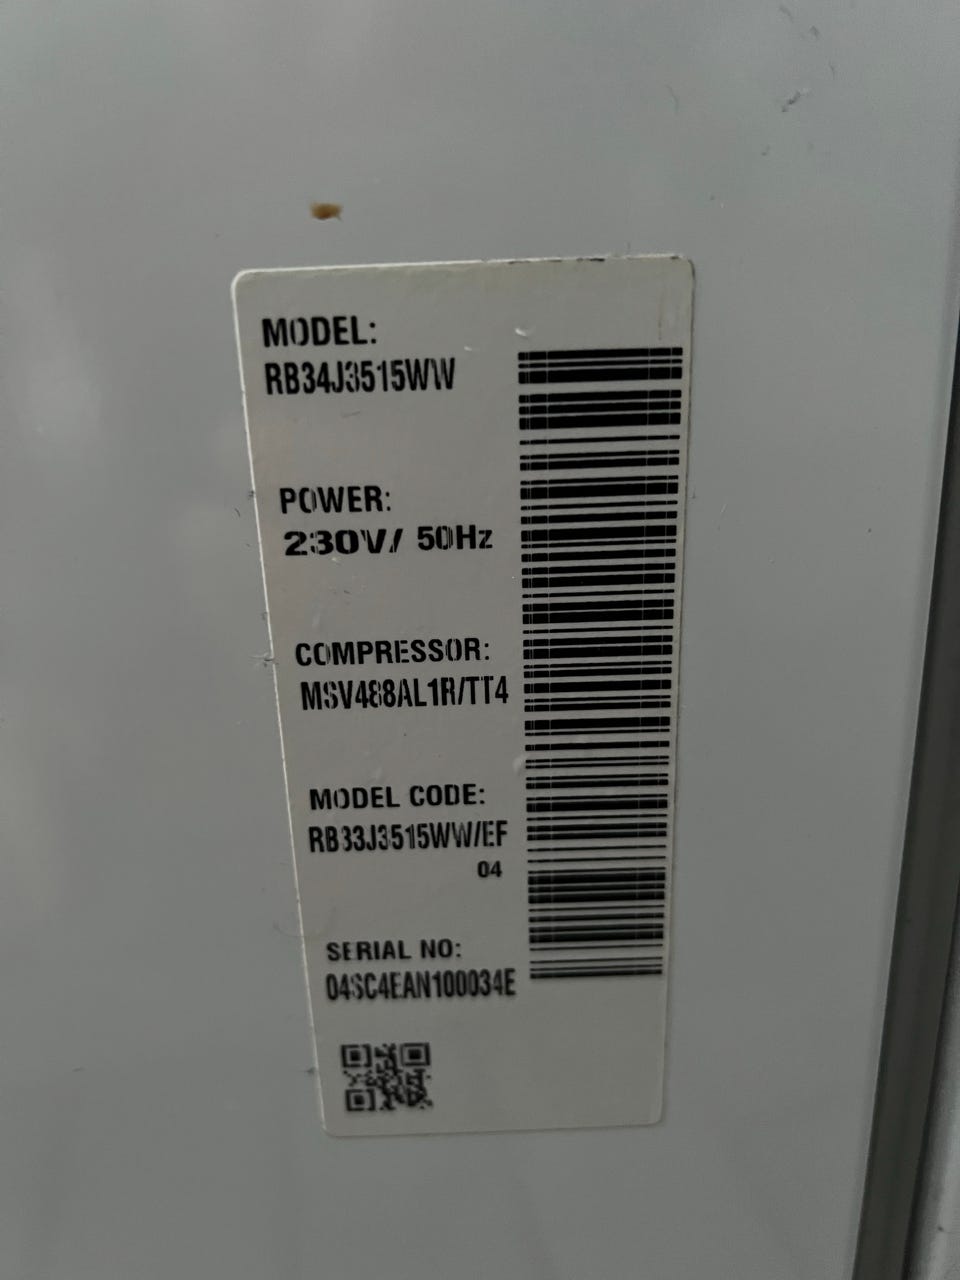 MODEL:
RB34J3515WW
POWER:
230V/ 50Hz
COMPRESSOR:
MSV488AL1R/TT4
MODEL CODE:
RB33J3515WW/EF
04
SERIAL NO:
04SC4EAN100034E